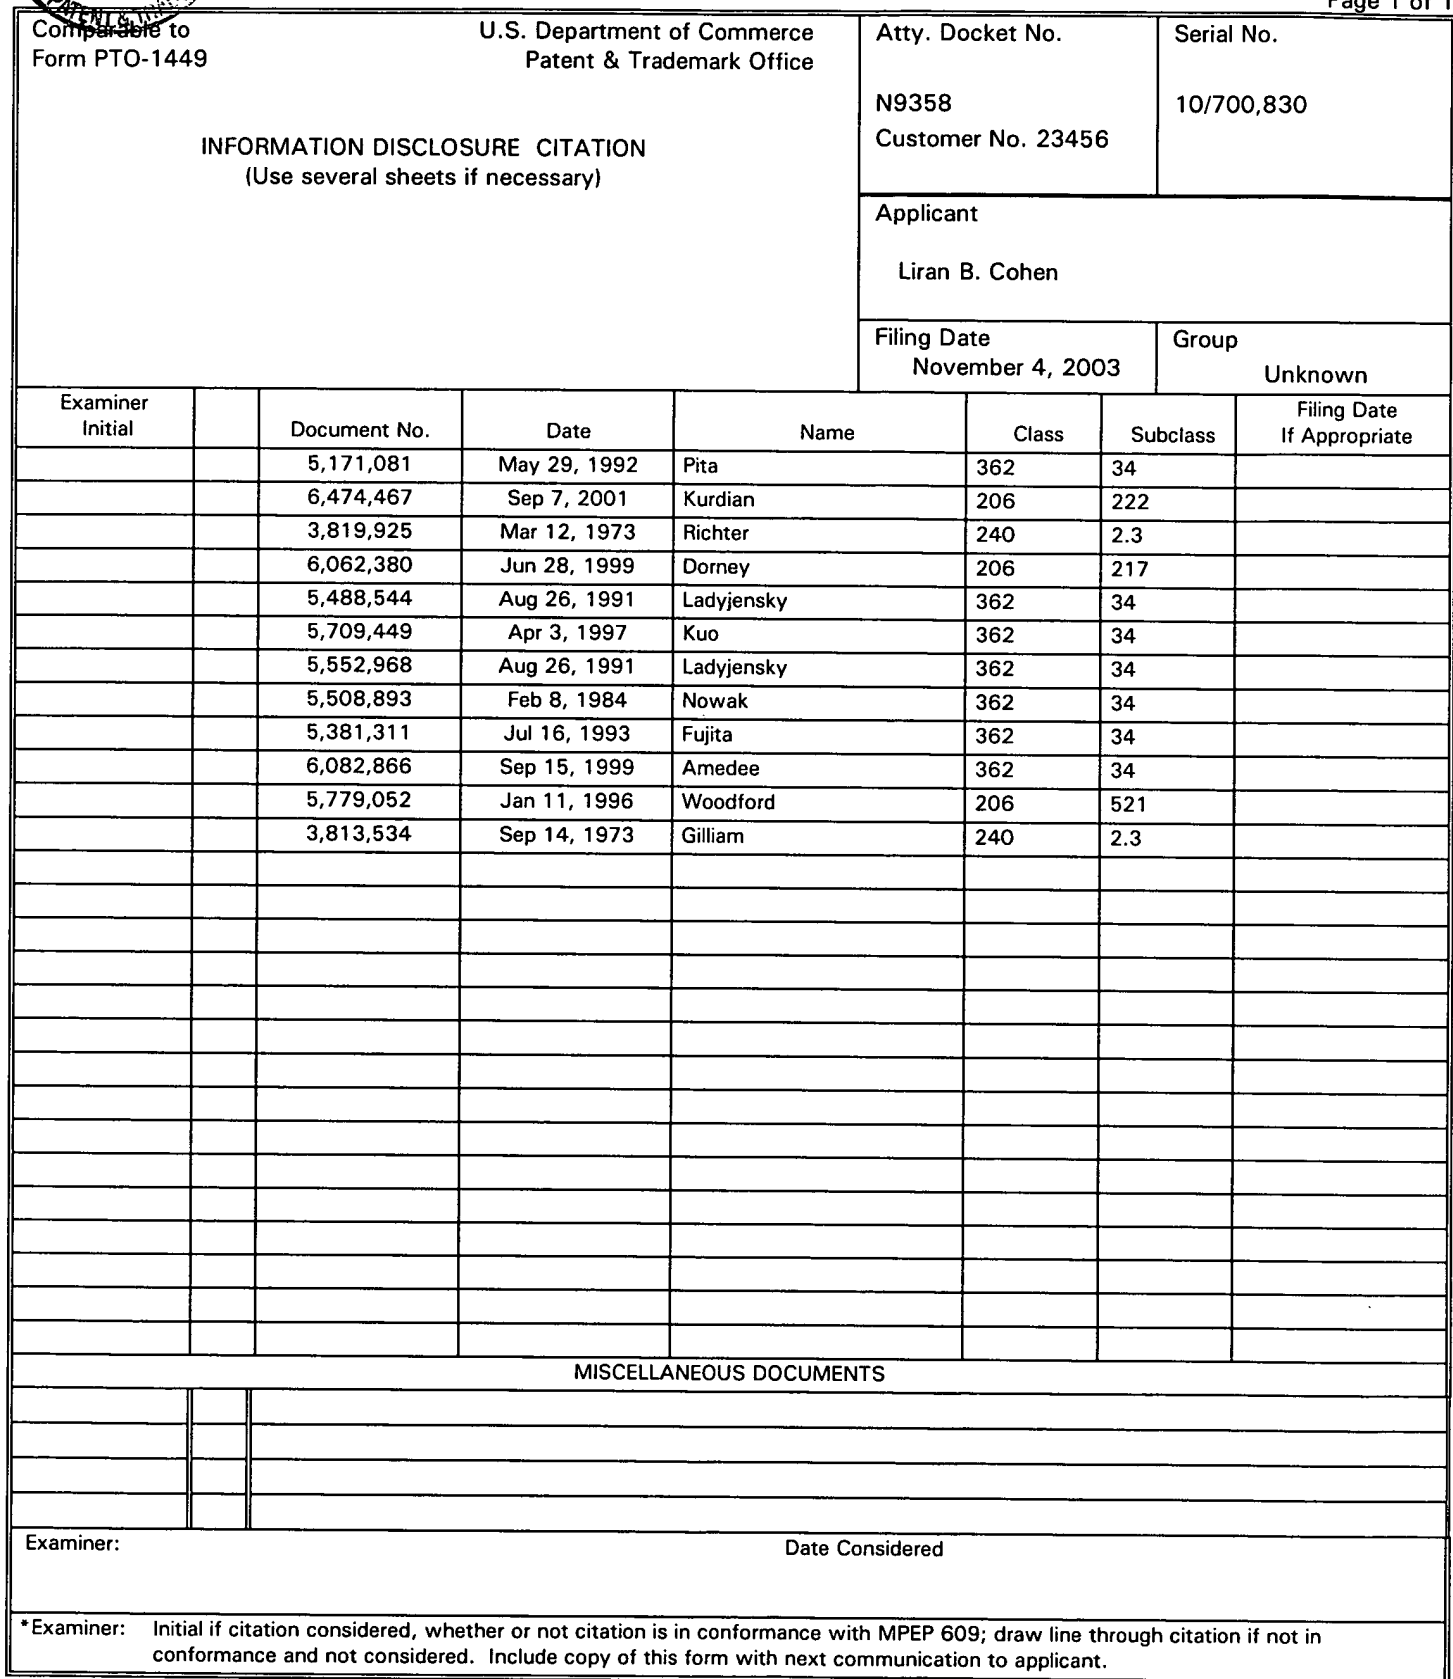 Page 1 of 1
PATENT & TRA
Comparable to
Form PTO-1449
U.S. Department of Commerce
Patent & Trademark Office
INFORMATION DISCLOSURE CITATION
(Use several sheets if necessary)
Atty. Docket No.
N9358
Customer No. 23456
Serial No.
10/700,830
Applicant
Liran B. Cohen
Filing Date
November 4, 2003
Group
Unknown
Examiner Initial Document No. Date Name Class Subclass Filing Date If Appropriate
5,171,081 May 29, 1992 Pita 362 34
6,474,467 Sep 7, 2001 Kurdian 206 222
3,819,925 Mar 12, 1973 Richter 240 2.3
6,062,380 Jun 28, 1999 Dorney 206 217
5,488,544 Aug 26, 1991 Ladyjensky 362 34
5,709,449 Apr 3, 1997 Kuo 362 34
5,552,968 Aug 26, 1991 Ladyjensky 362 34
5,508,893 Feb 8, 1984 Nowak 362 34
5,381,311 Jul 16, 1993 Fujita 362 34
6,082,866 Sep 15, 1999 Amedee 362 34
5,779,052 Jan 11, 1996 Woodford 206 521
3,813,534 Sep 14, 1973 Gilliam 240 2.3
MISCELLANEOUS DOCUMENTS
Examiner: Date Considered
*Examiner: Initial if citation considered, whether or not citation is in conformance with MPEP 609; draw line through citation if not in
conformance and not considered. Include copy of this form with next communication to applicant.